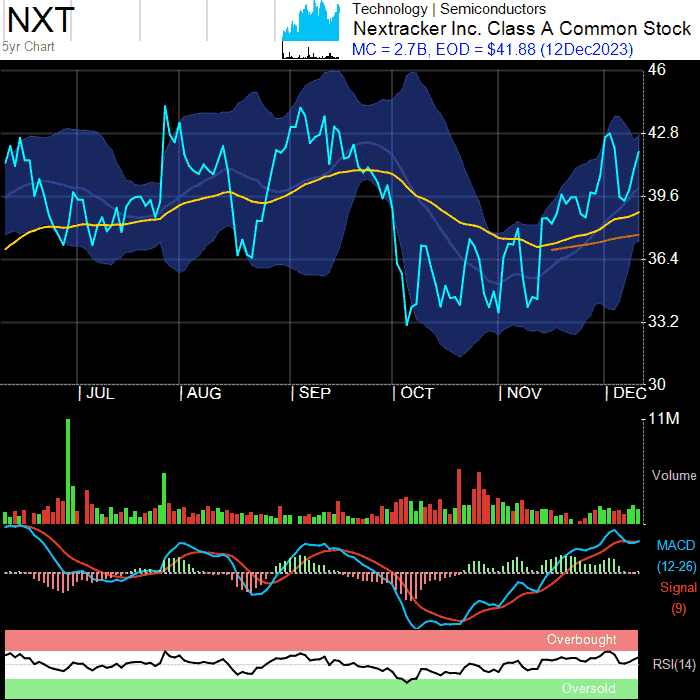 NXT
5yr Chart
Technology | Semiconductors
Nextracker Inc. Class A Common Stock
MC = 2.7B, EOD = $41.88 (12Dec2023)
46
42.8
39.6
36.4
33.2
30
| JUL | AUG | SEP | OCT | NOV | DEC
11M
Volume
MACD
(12-26)
Signal
(9)
Overbought
RSI(14)
Oversold